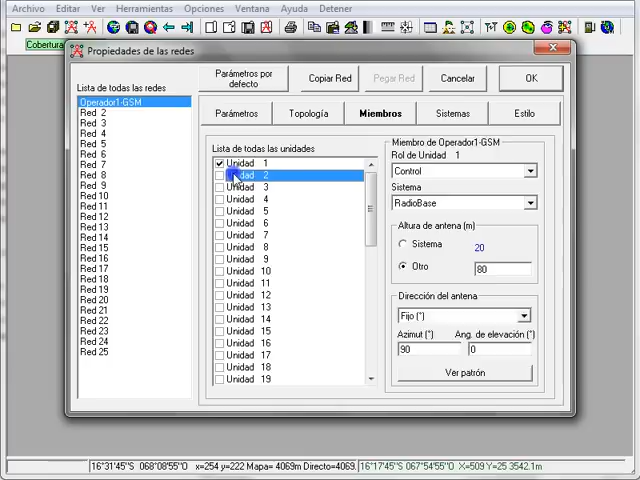 Archivo Editar Ver Herramientas Opciones Ventana Ayuda Detener
Cobertura
Propiedades de las redes
Lista de todas las redes
Operador1-GSM
Red 2
Red 3
Red 4
Red 5
Red 6
Red 7
Red 8
Red 9
Red 10
Red 11
Red 12
Red 13
Red 14
Red 15
Red 16
Red 17
Red 18
Red 19
Red 20
Red 21
Red 22
Red 23
Red 24
Red 25
Parámetros por defecto
Copiar Red
Pegar Red
Cancelar
OK
Parámetros
Topología
Miembros
Sistemas
Estilo
Lista de todas las unidades
Unidad 1
Unidad 2
Unidad 3
Unidad 4
Unidad 5
Unidad 6
Unidad 7
Unidad 8
Unidad 9
Unidad 10
Unidad 11
Unidad 12
Unidad 13
Unidad 14
Unidad 15
Unidad 16
Unidad 17
Unidad 18
Unidad 19
Miembro de Operador1-GSM
Rol de Unidad 1
Control
Sistema
RadioBase
Altura de antena (m)
Sistema 20
Otro 80
Dirección del antena
Fijo (°)
Azimut (°) Ang. de elevación (°)
90 0
Ver patrón
16°31'45"S 068°08'55"O x=254 y=222 Mapa= 4069m Directo=4069. 16°17'45"S 067°54'55"O X=509 Y=25 3542.1m